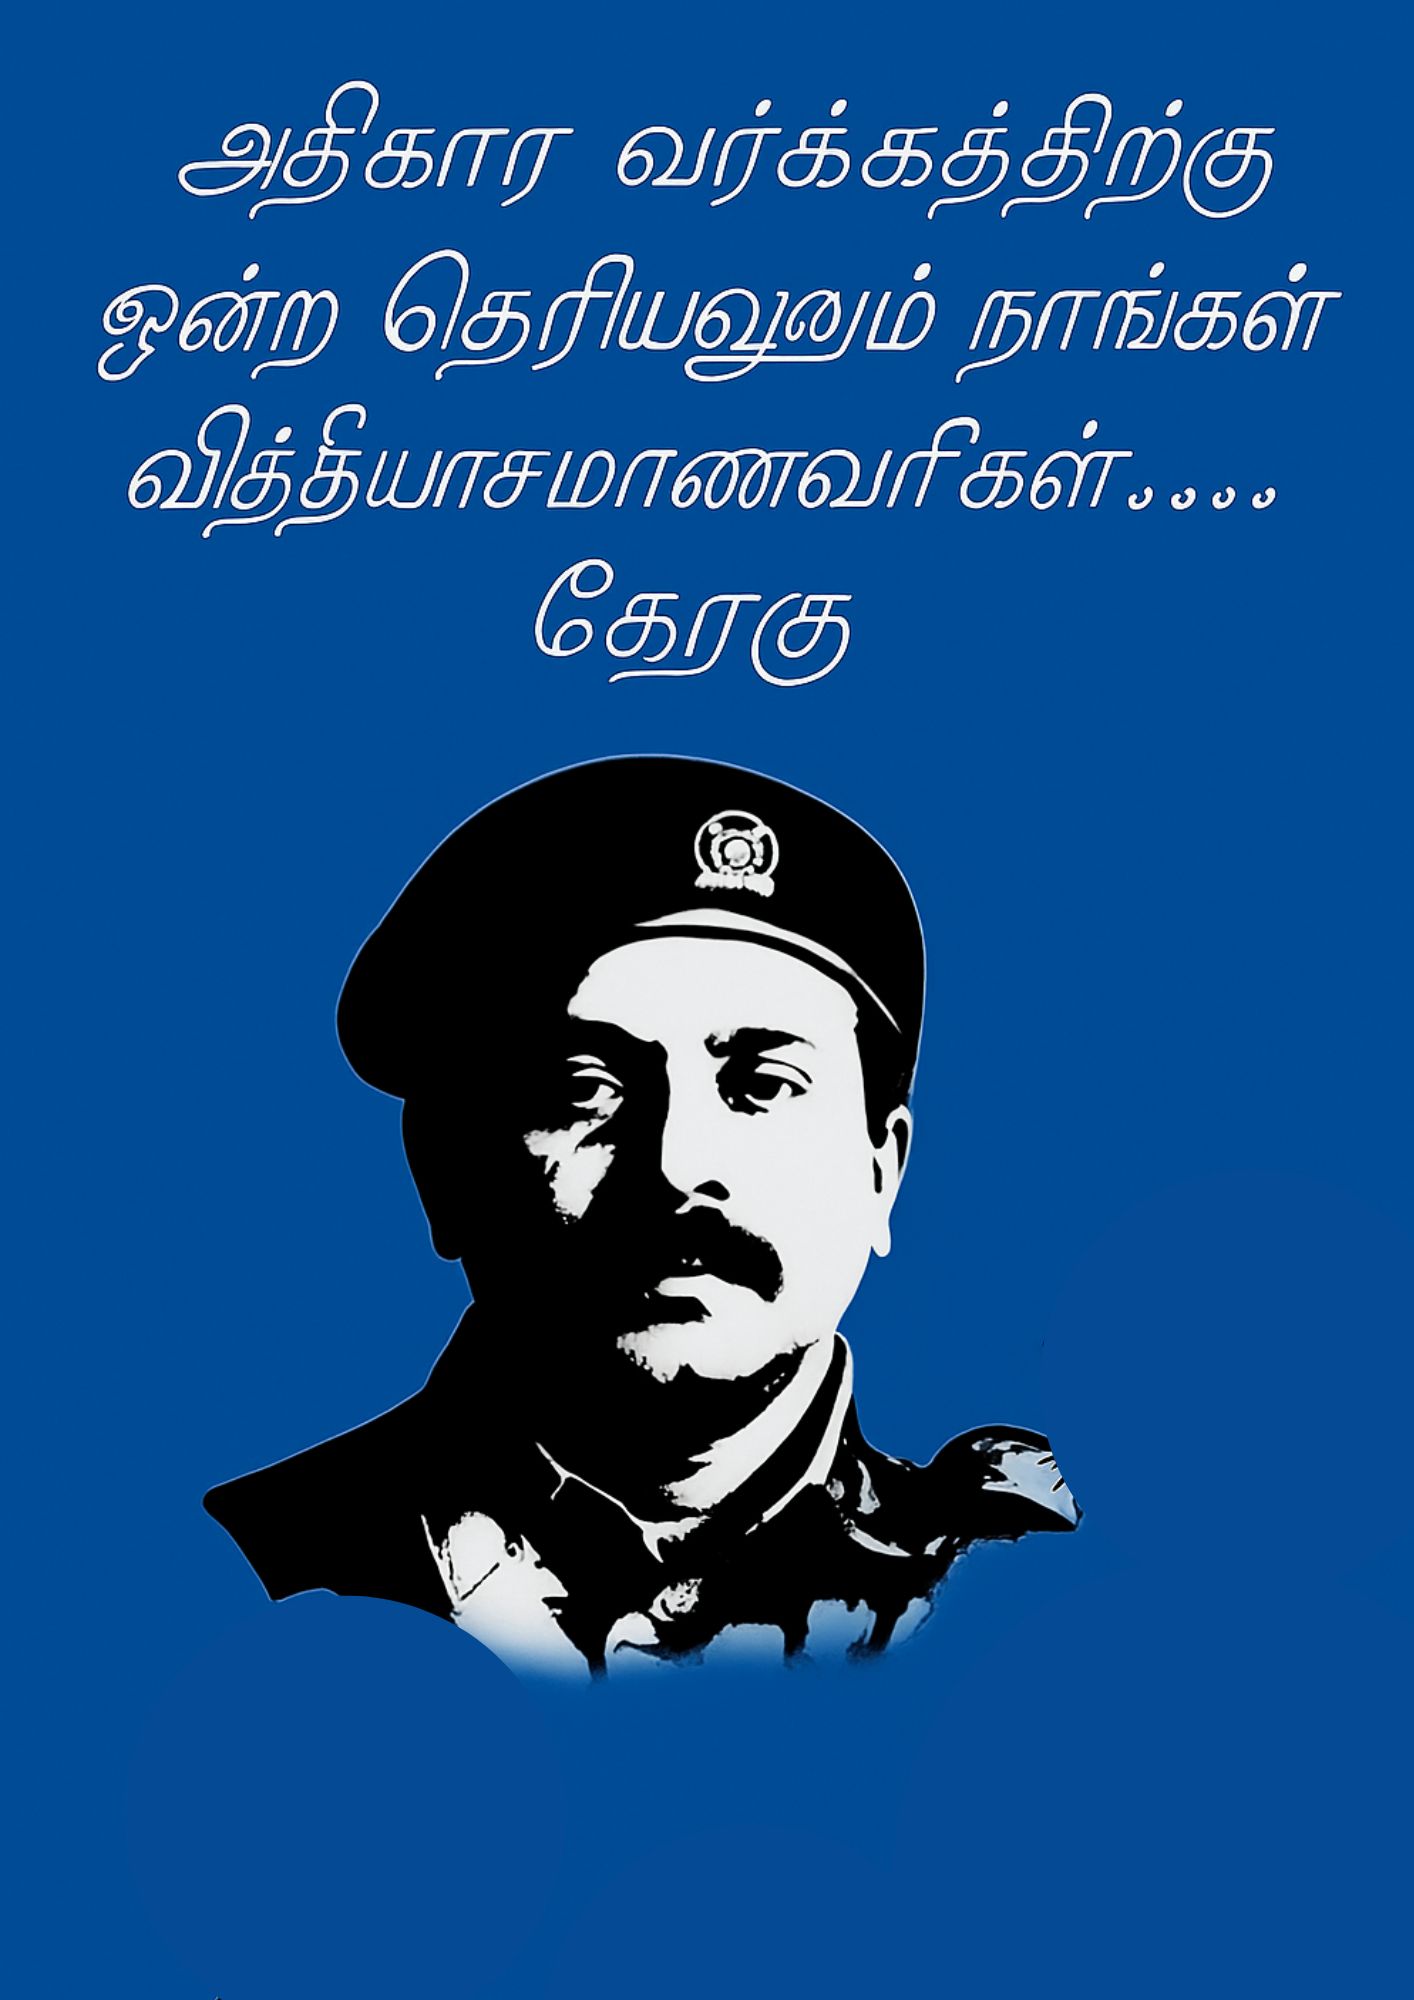 அதிகார வர்க்கத்திற்கு
ஒன்ற தெரியவுலும் நாங்கள்
வித்தியாசமாணவரிகள்....
கேரகு